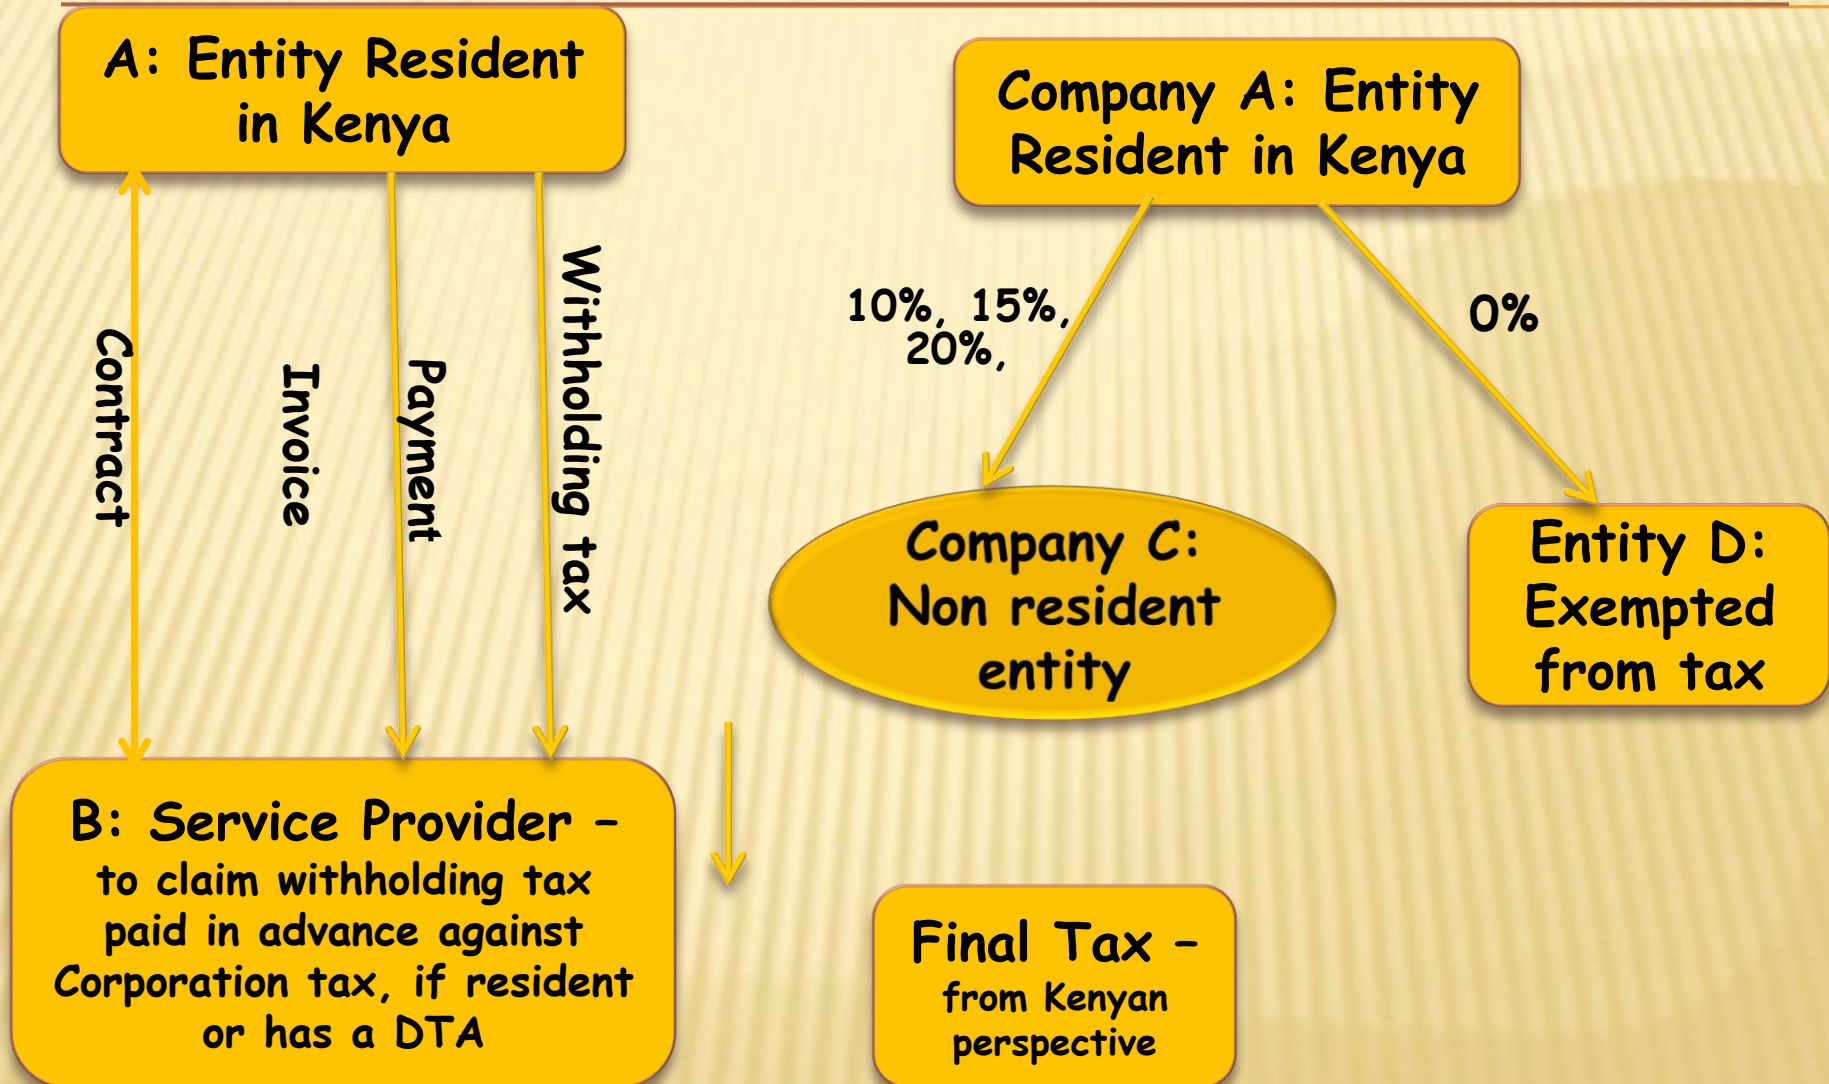 A: Entity Resident
in Kenya
Contract
Invoice
Payment
Withholding tax
B: Service Provider –
to claim withholding tax
paid in advance against
Corporation tax, if resident
or has a DTA
Company A: Entity
Resident in Kenya
10%, 15%,
20%,
0%
Company C:
Non resident
entity
Entity D:
Exempted
from tax
Final Tax –
from Kenyan
perspective